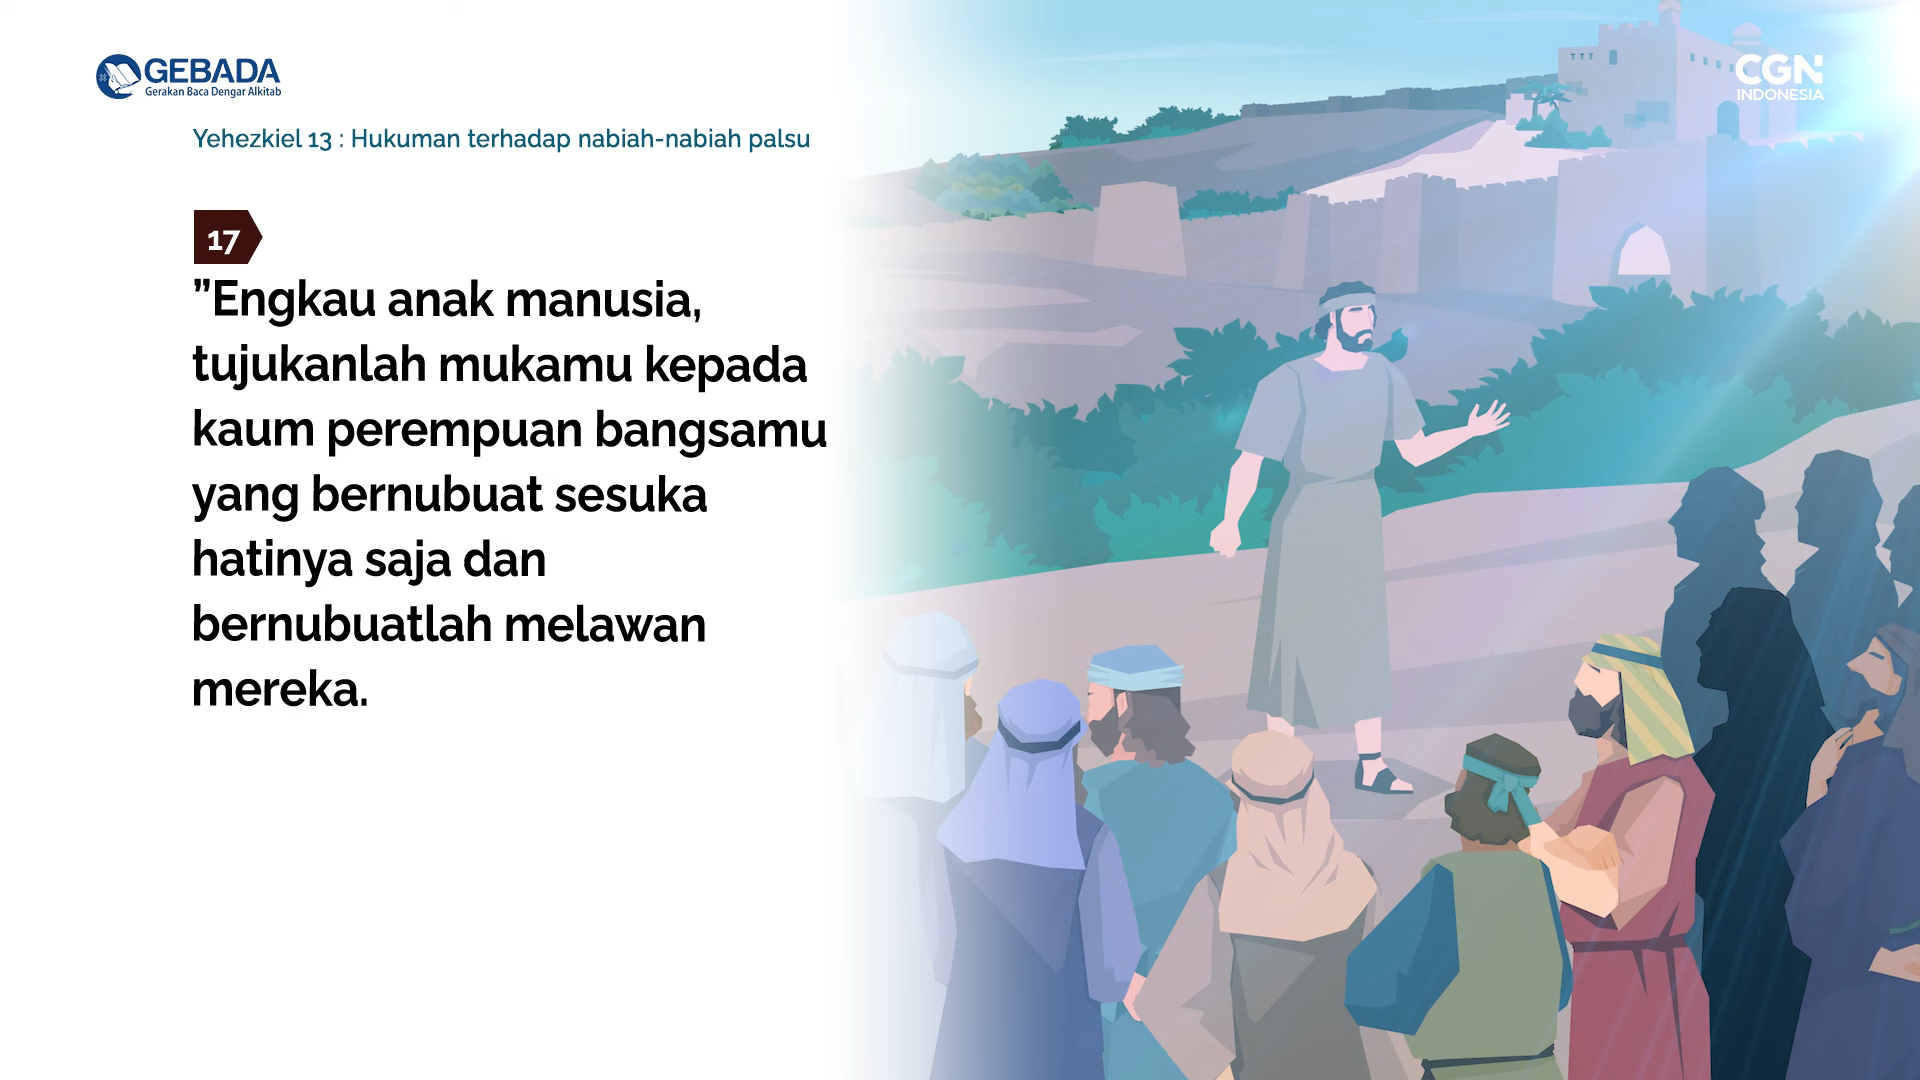 GEBADA
Gerakan Baca Dengar Alkitab
CGN
INDONESIA
Yehezkiel 13 : Hukuman terhadap nabiah-nabiah palsu
17
”Engkau anak manusia,
tujukanlah mukamu kepada
kaum perempuan bangsamu
yang bernubuat sesuka
hatinya saja dan
bernubuatlah melawan
mereka.